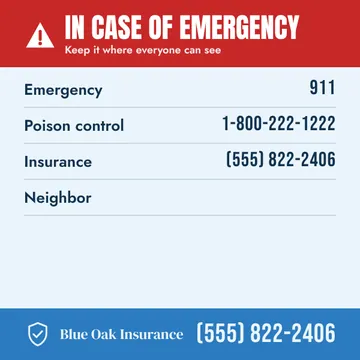 IN CASE OF EMERGENCY
Keep it where everyone can see
Emergency 911
Poison control 1-800-222-1222
Insurance (555) 822-2406
Neighbor
Blue Oak Insurance (555) 822-2406